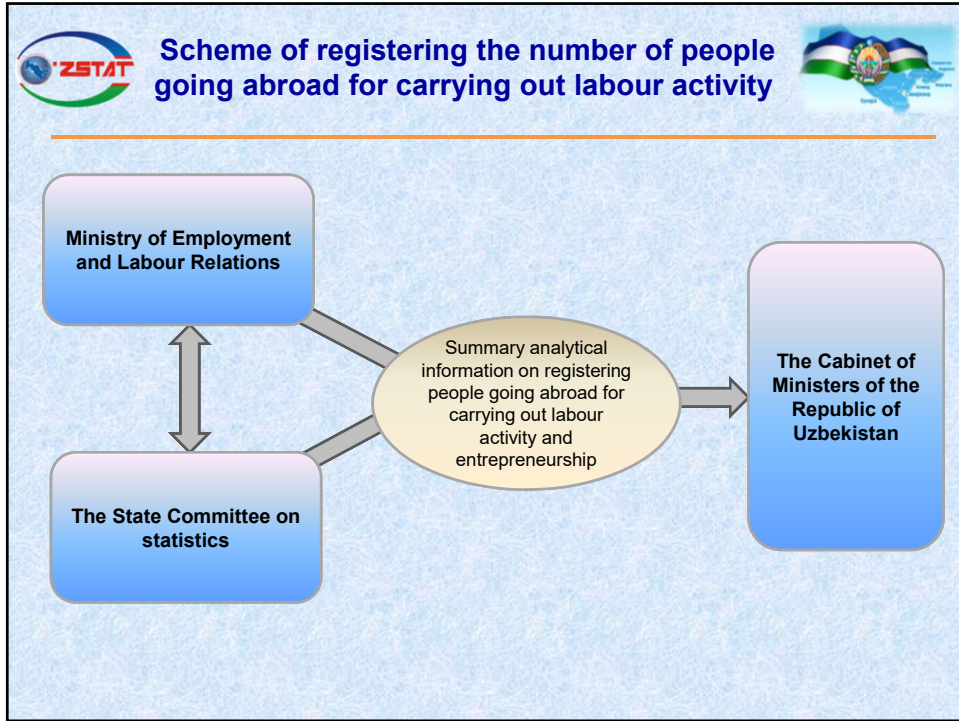 O'ZSTAT
Scheme of registering the number of people
going abroad for carrying out labour activity
Ministry of Employment
and Labour Relations
Summary analytical
information on registering
people going abroad for
carrying out labour
activity and
entrepreneurship
The Cabinet of
Ministers of the
Republic of
Uzbekistan
The State Committee on
statistics